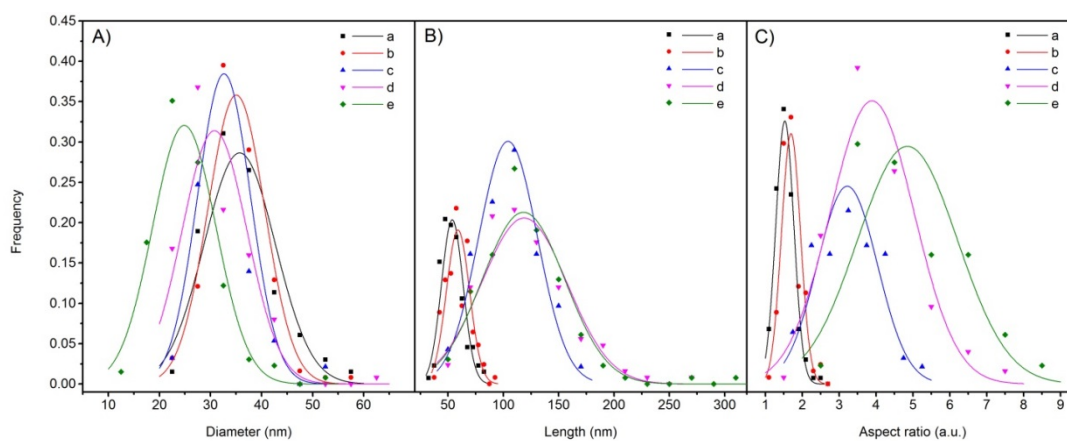 A)
a
b
c
d
e
B)
a
b
c
d
e
C)
a
b
c
d
e
Frequency
0.45
0.40
0.35
0.30
0.25
0.20
0.15
0.10
0.05
0.00
10 20 30 40 50 60
50 100 150 200 250 300
1 2 3 4 5 6 7 8 9
Diameter (nm)
Length (nm)
Aspect ratio (a.u.)